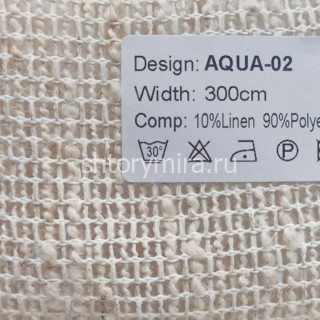 Design: AQUA-02
Width: 300cm
Comp: 10%Linen 90%Polye
30°
P
shtorymira.ru